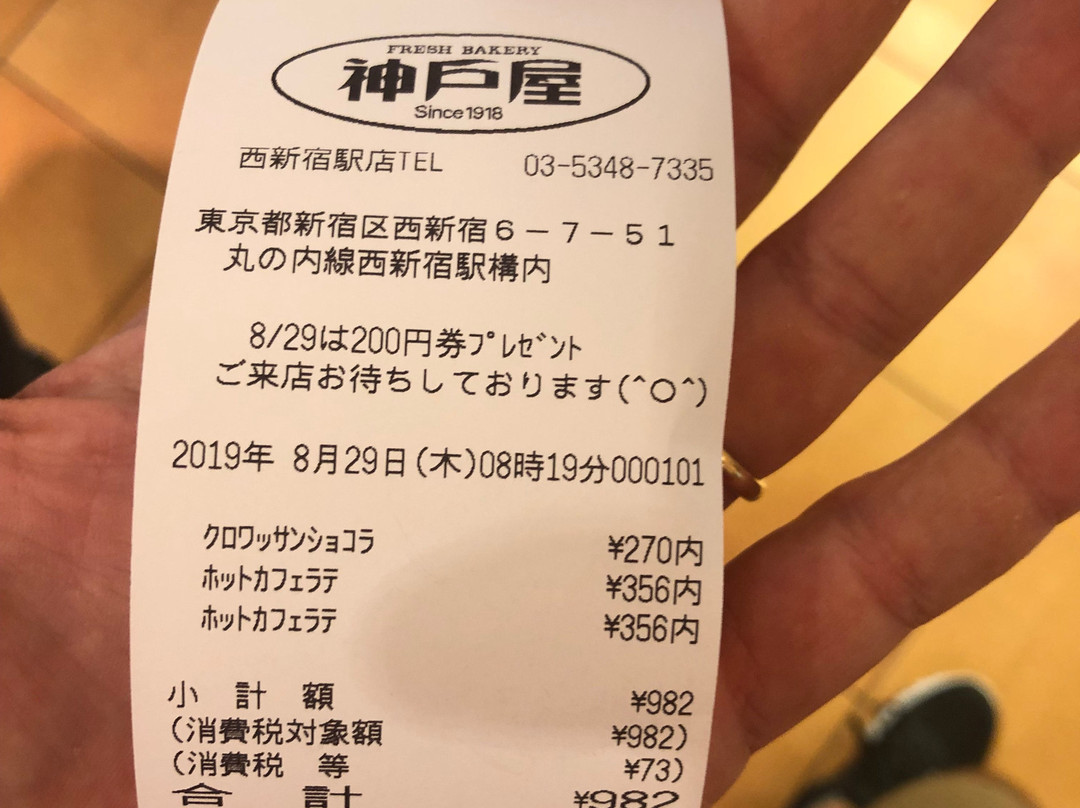 FRESH BAKERY
神戸屋
Since 1918
西新宿駅店TEL 03-5348-7335
東京都新宿区西新宿６－７－５１
丸の内線西新宿駅構内
8/29は200円券ﾌﾟﾚｾﾞﾝﾄ
ご来店お待ちしております(^○^)
2019年 8月29日(木)08時19分000101
ｸﾛﾜｯｻﾝｼｮｺﾗ ¥270内
ﾎｯﾄｶﾌｪﾗﾃ ¥356内
ﾎｯﾄｶﾌｪﾗﾃ ¥356内
小 計 額 ¥982
(消費税対象額 ¥982)
(消費税 等 ¥73)
合 計 ¥982